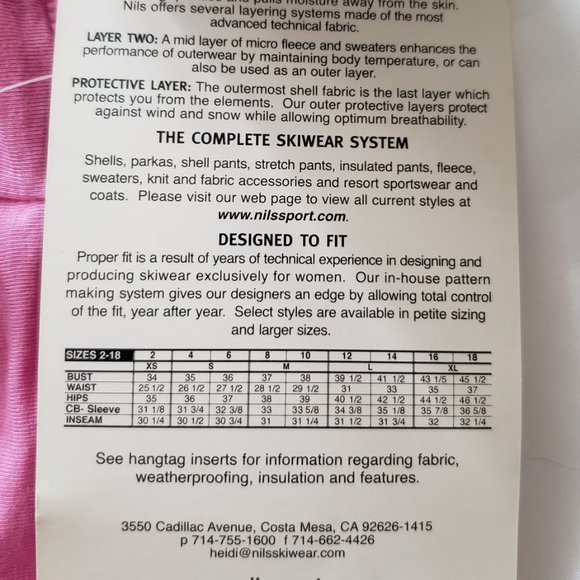 and pulls moisture away from the skin.
Nils offers several layering systems made of the most
advanced technical fabric.
LAYER TWO: A mid layer of micro fleece and sweaters enhances the
performance of outerwear by maintaining body temperature, or can
also be used as an outer layer.
PROTECTIVE LAYER: The outermost shell fabric is the last layer which
protects you from the elements. Our outer protective layers protect
against wind and snow while allowing optimum breathability.
THE COMPLETE SKIWEAR SYSTEM
Shells, parkas, shell pants, stretch pants, insulated pants, fleece,
sweaters, knit and fabric accessories and resort sportswear and
coats. Please visit our web page to view all current styles at
www.nilssport.com.
DESIGNED TO FIT
Proper fit is a result of years of technical experience in designing and
producing skiwear exclusively for women. Our in-house pattern
making system gives our designers an edge by allowing total control
of the fit, year after year. Select styles are available in petite sizing
and larger sizes.
SIZES 2-18 2 4 6 8 10 12 14 16 18
XS S M L XL
BUST 34 35 36 37 38 39 1/2 41 1/2 43 1/5 45 1/2
WAIST 25 1/2 26 1/2 27 1/2 28 1/2 29 1/2 31 33 35 37
HIPS 35 36 37 38 39 40 1/2 42 1/2 44 1/2 46 1/2
CB- Sleeve 31 1/8 31 3/4 32 3/8 33 33 5/8 34 3/8 35 1/8 35 7/8 36 5/8
INSEAM 30 1/4 30 1/2 30 3/4 31 31 1/4 31 1/2 31 3/4 32 32 1/4
See hangtag inserts for information regarding fabric,
weatherproofing, insulation and features.
3550 Cadillac Avenue, Costa Mesa, CA 92626-1415
p 714-755-1600 f 714-662-4426
heidi@nilsskiwear.com